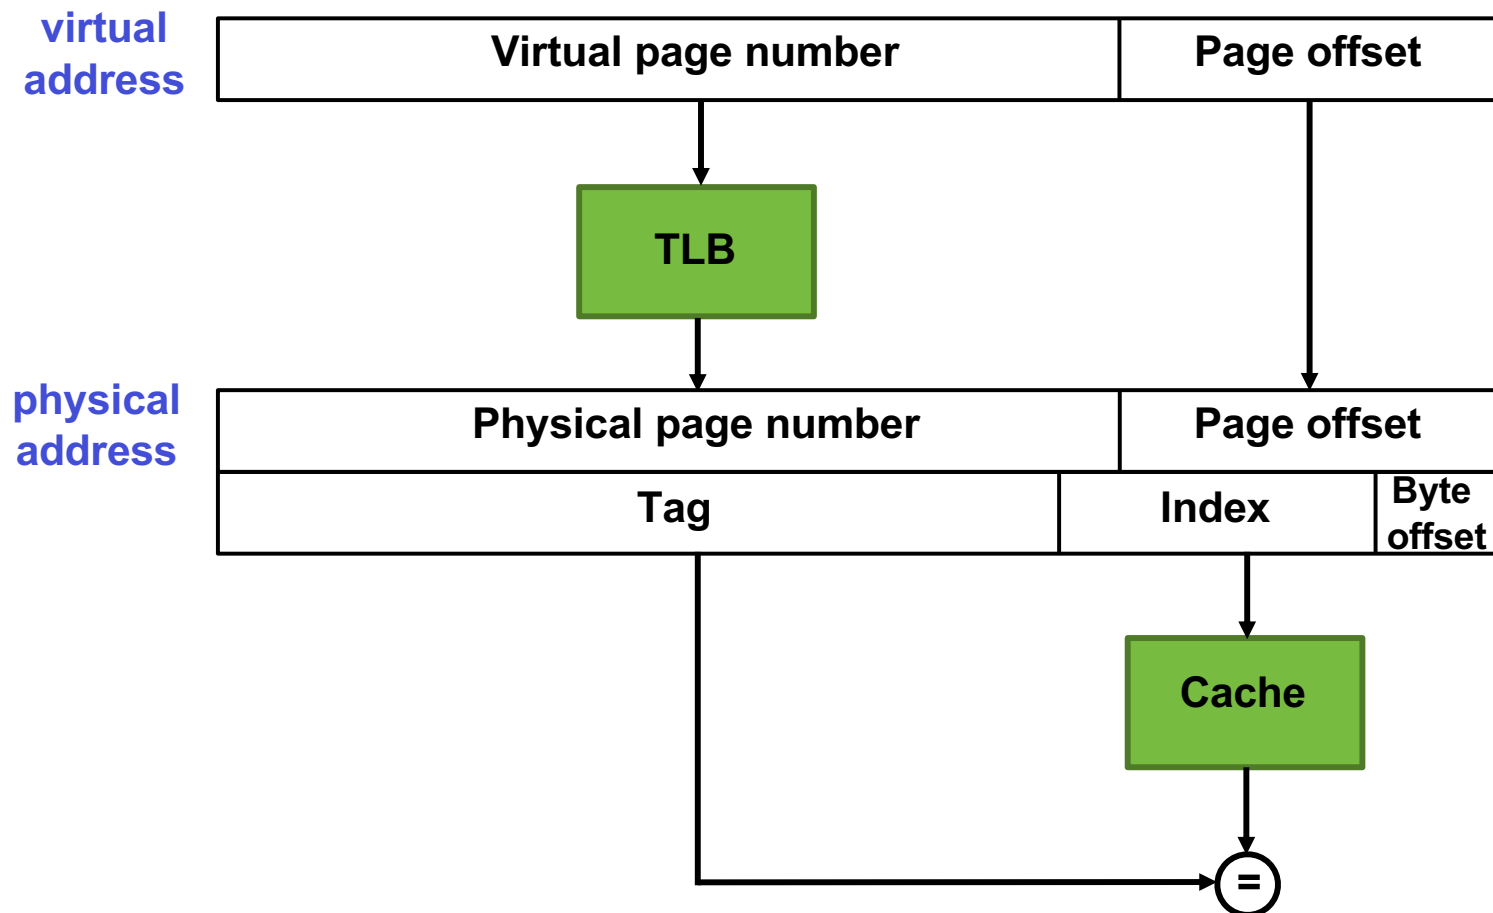 virtual
address
Virtual page number
Page offset
TLB
physical
address
Physical page number
Page offset
Tag
Index
Byte
offset
Cache
=